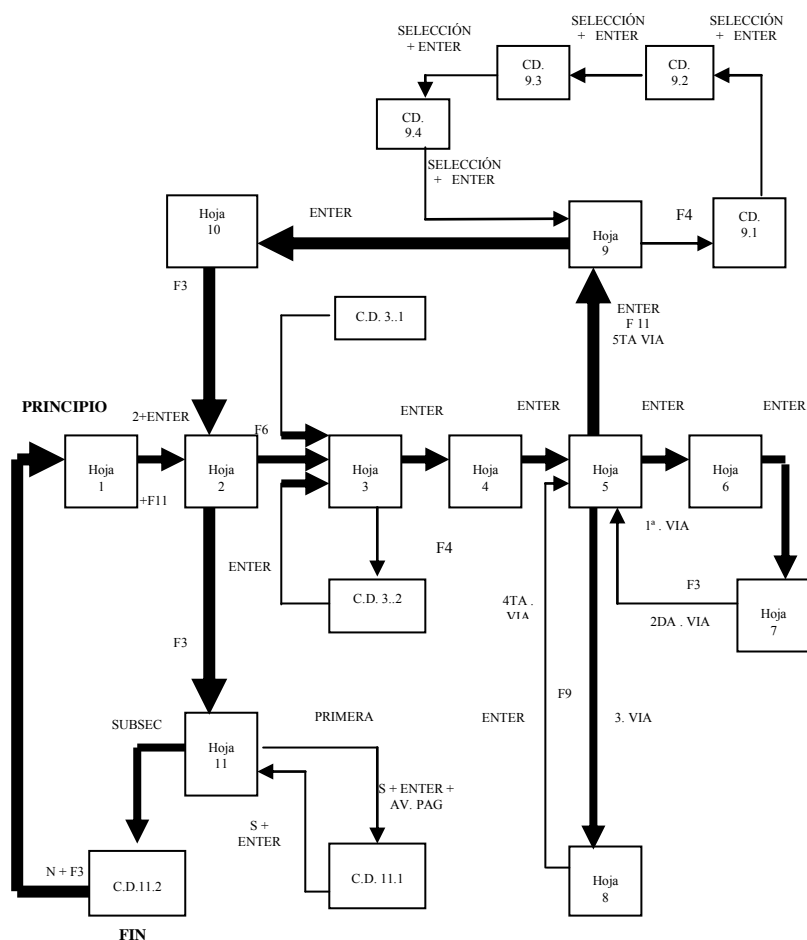 SELECCIÓN
+ ENTER
SELECCIÓN
+ ENTER
SELECCIÓN
+ ENTER
CD.
9.3
CD.
9.2
CD.
9.4
SELECCIÓN
+ ENTER
Hoja
10
ENTER
Hoja
9
F4
CD.
9.1
F3
C.D. 3..1
ENTER
F 11
5TA VIA
PRINCIPIO
2+ENTER
F6
ENTER
ENTER
ENTER
ENTER
Hoja
1
+F11
Hoja
2
Hoja
3
Hoja
4
Hoja
5
Hoja
6
1ª . VIA
F4
ENTER
C.D. 3..2
4TA .
VIA
F3
2DA . VIA
Hoja
7
F3
F9
SUBSEC
Hoja
11
PRIMERA
ENTER
3. VIA
S + ENTER +
AV. PAG
S +
ENTER
N + F3
C.D.11.2
C.D. 11.1
Hoja
8
FIN